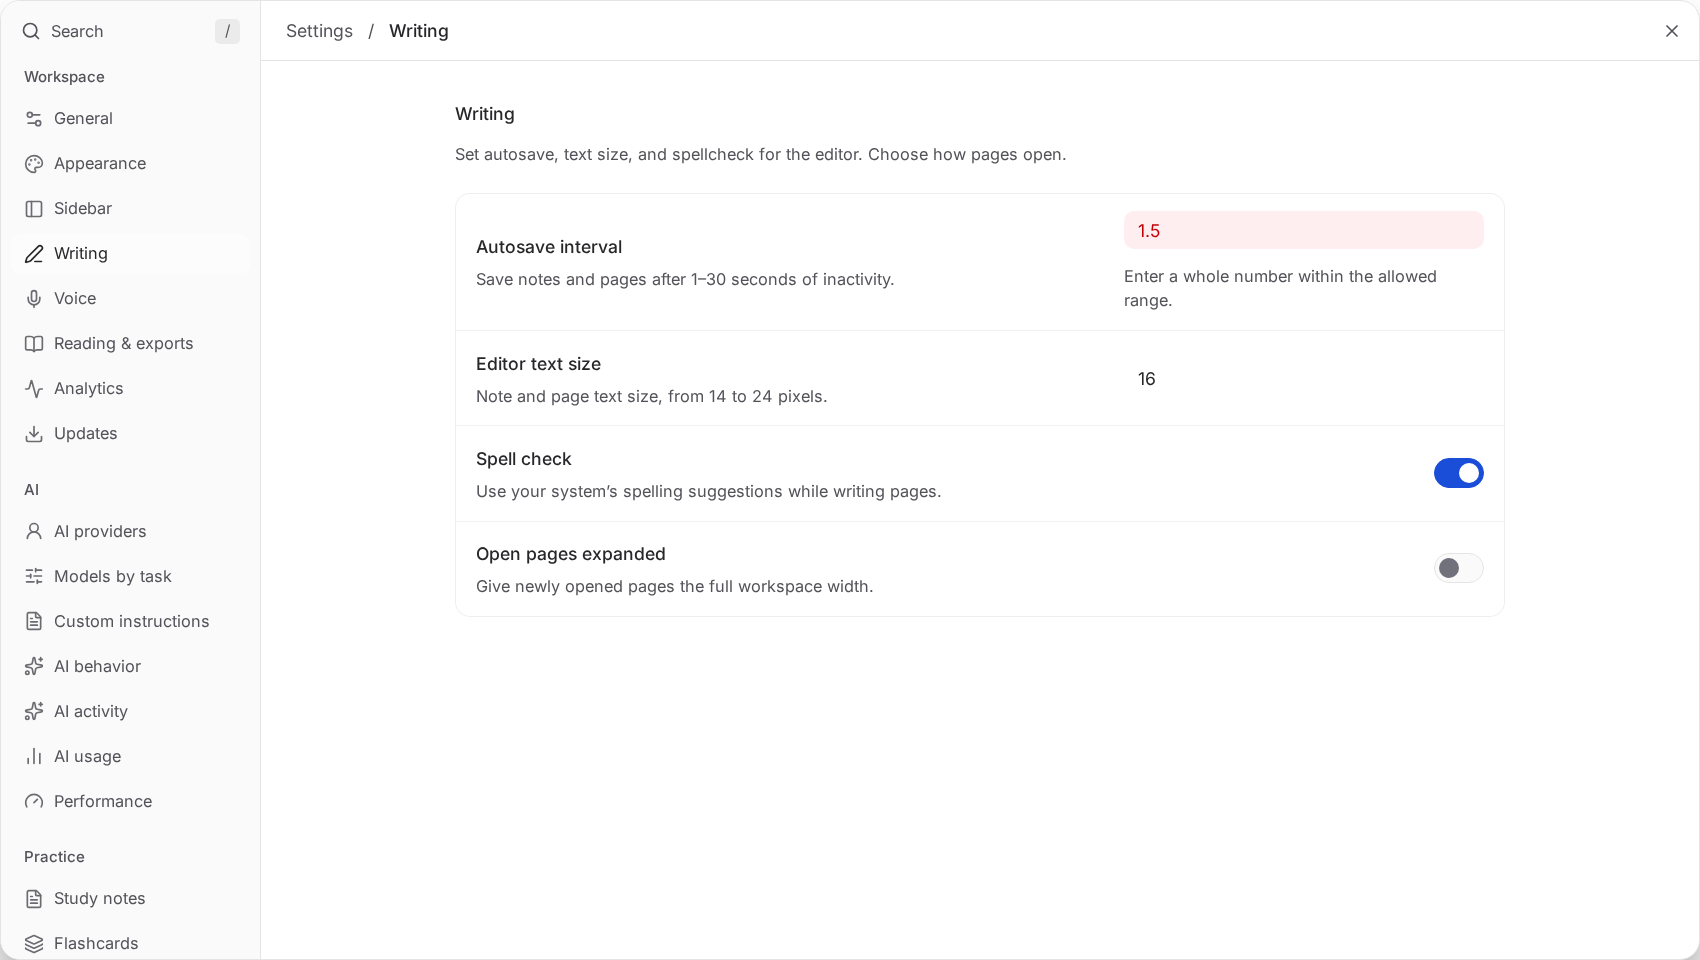 Search /
Settings / Writing
Workspace
General
Appearance
Sidebar
Writing
Voice
Reading & exports
Analytics
Updates
AI
AI providers
Models by task
Custom instructions
AI behavior
AI activity
AI usage
Performance
Practice
Study notes
Flashcards
Writing
Set autosave, text size, and spellcheck for the editor. Choose how pages open.
Autosave interval
Save notes and pages after 1–30 seconds of inactivity.
1.5
Enter a whole number within the allowed
range.
Editor text size
Note and page text size, from 14 to 24 pixels.
16
Spell check
Use your system’s spelling suggestions while writing pages.
Open pages expanded
Give newly opened pages the full workspace width.